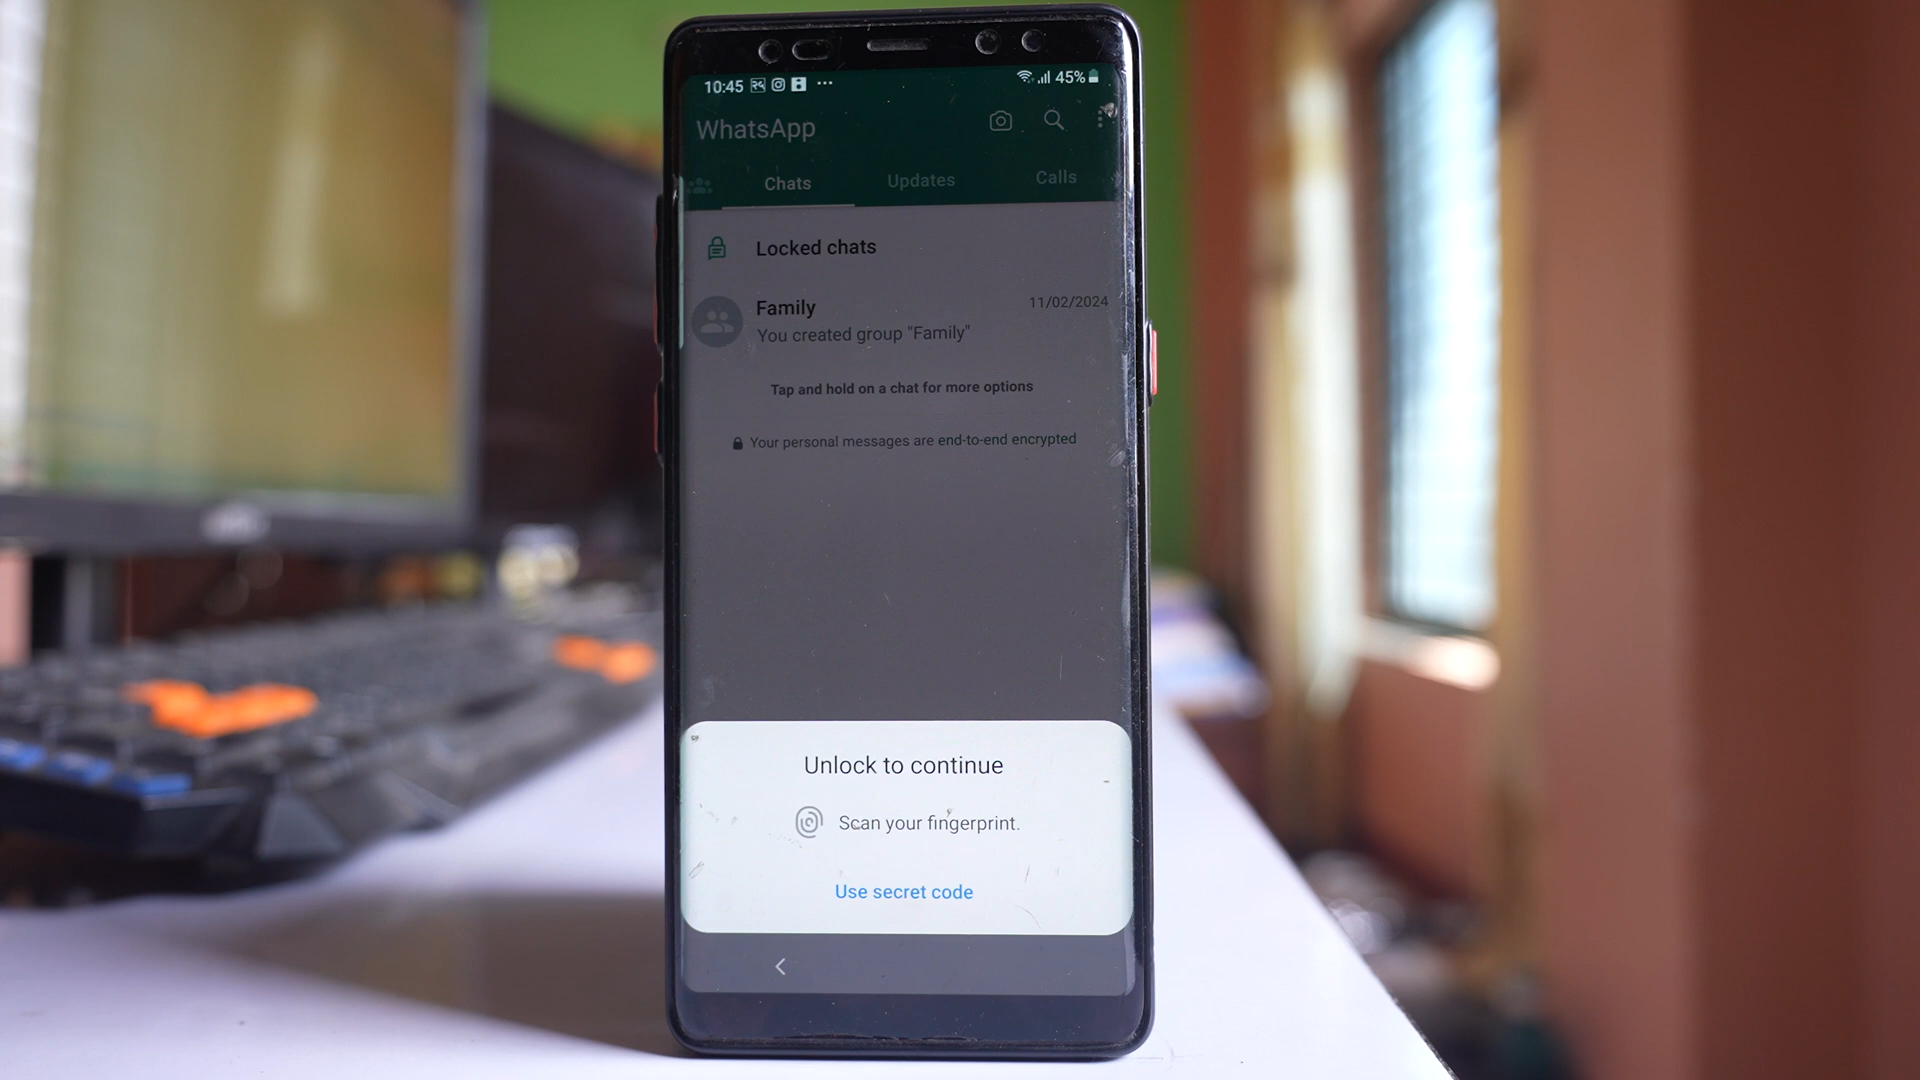 10:45 45%
WhatsApp
Chats Updates Calls
Locked chats
Family 11/02/2024
You created group "Family"
Tap and hold on a chat for more options
Your personal messages are end-to-end encrypted
Unlock to continue
Scan your fingerprint.
Use secret code